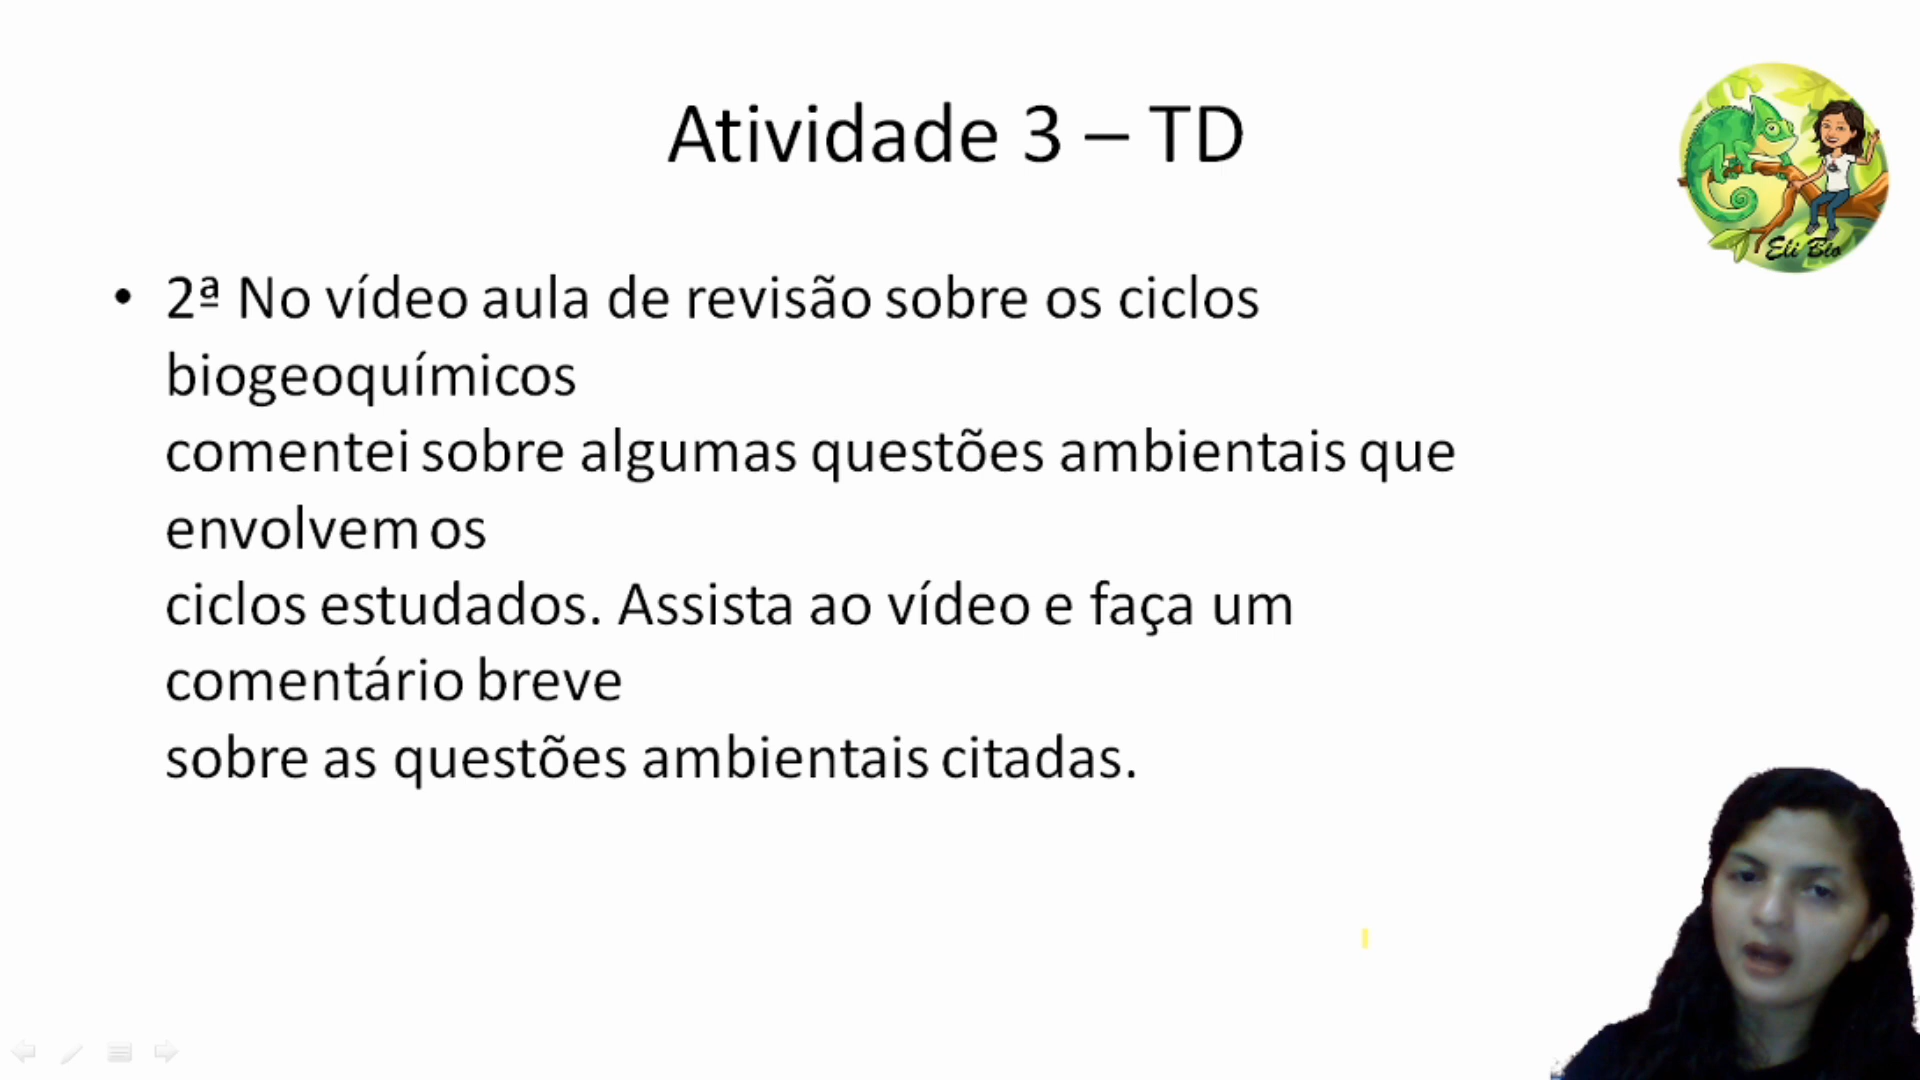 Atividade 3 – TD
Eli Bio
• 2ª No vídeo aula de revisão sobre os ciclos
biogeoquímicos
comentei sobre algumas questões ambientais que
envolvem os
ciclos estudados. Assista ao vídeo e faça um
comentário breve
sobre as questões ambientais citadas.